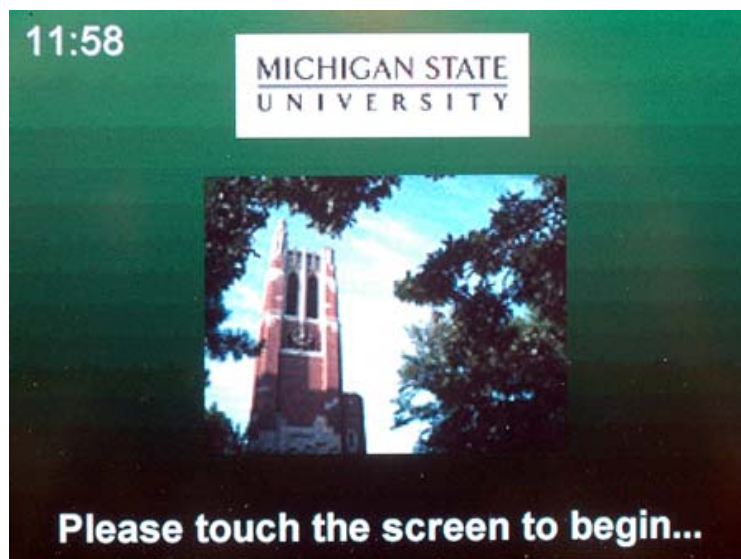 11:58
MICHIGAN STATE
UNIVERSITY
Please touch the screen to begin...